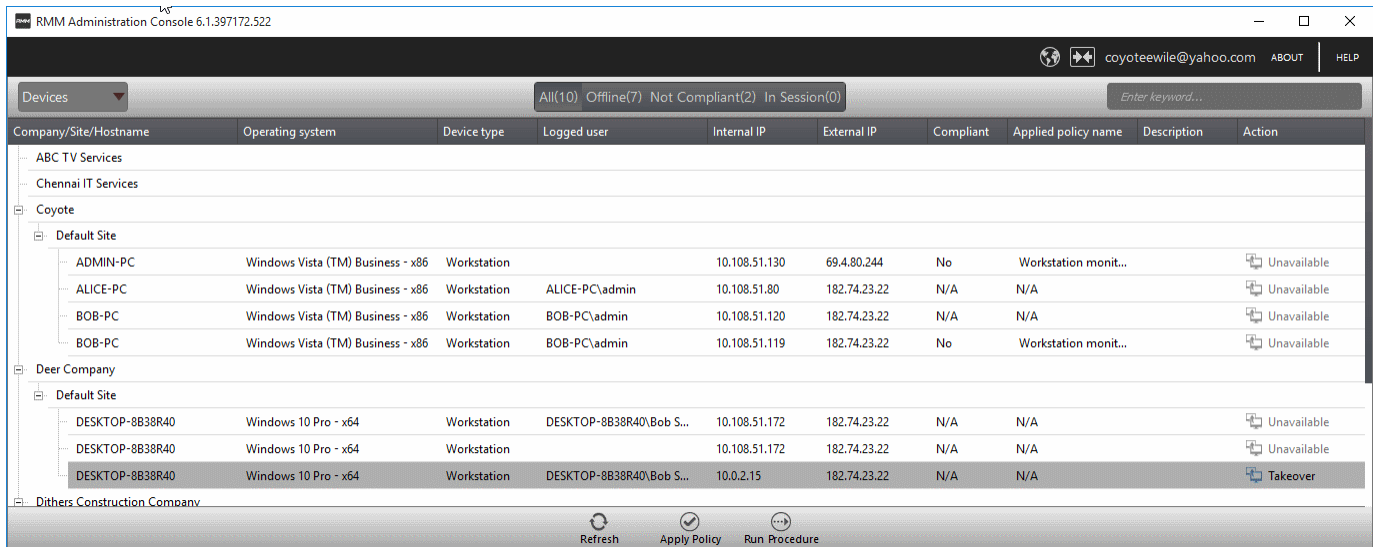 RMM RMM Administration Console 6.1.397172.522
coyoteewile@yahoo.com ABOUT HELP
Devices All(10) Offline(7) Not Compliant(2) In Session(0) Enter keyword...
Company/Site/Hostname Operating system Device type Logged user Internal IP External IP Compliant Applied policy name Description Action
ABC TV Services
Chennai IT Services
Coyote
Default Site
ADMIN-PC Windows Vista (TM) Business - x86 Workstation 10.108.51.130 69.4.80.244 No Workstation monit... Unavailable
ALICE-PC Windows Vista (TM) Business - x86 Workstation ALICE-PC\admin 10.108.51.80 182.74.23.22 N/A N/A Unavailable
BOB-PC Windows Vista (TM) Business - x86 Workstation BOB-PC\admin 10.108.51.120 182.74.23.22 N/A N/A Unavailable
BOB-PC Windows Vista (TM) Business - x86 Workstation BOB-PC\admin 10.108.51.119 182.74.23.22 No Workstation monit... Unavailable
Deer Company
Default Site
DESKTOP-8B38R40 Windows 10 Pro - x64 Workstation DESKTOP-8B38R40\Bob S... 10.108.51.172 182.74.23.22 N/A N/A Unavailable
DESKTOP-8B38R40 Windows 10 Pro - x64 Workstation 10.108.51.172 182.74.23.22 N/A N/A Unavailable
DESKTOP-8B38R40 Windows 10 Pro - x64 Workstation DESKTOP-8B38R40\Bob S... 10.0.2.15 182.74.23.22 N/A N/A Takeover
Dithers Construction Company
Refresh Apply Policy Run Procedure